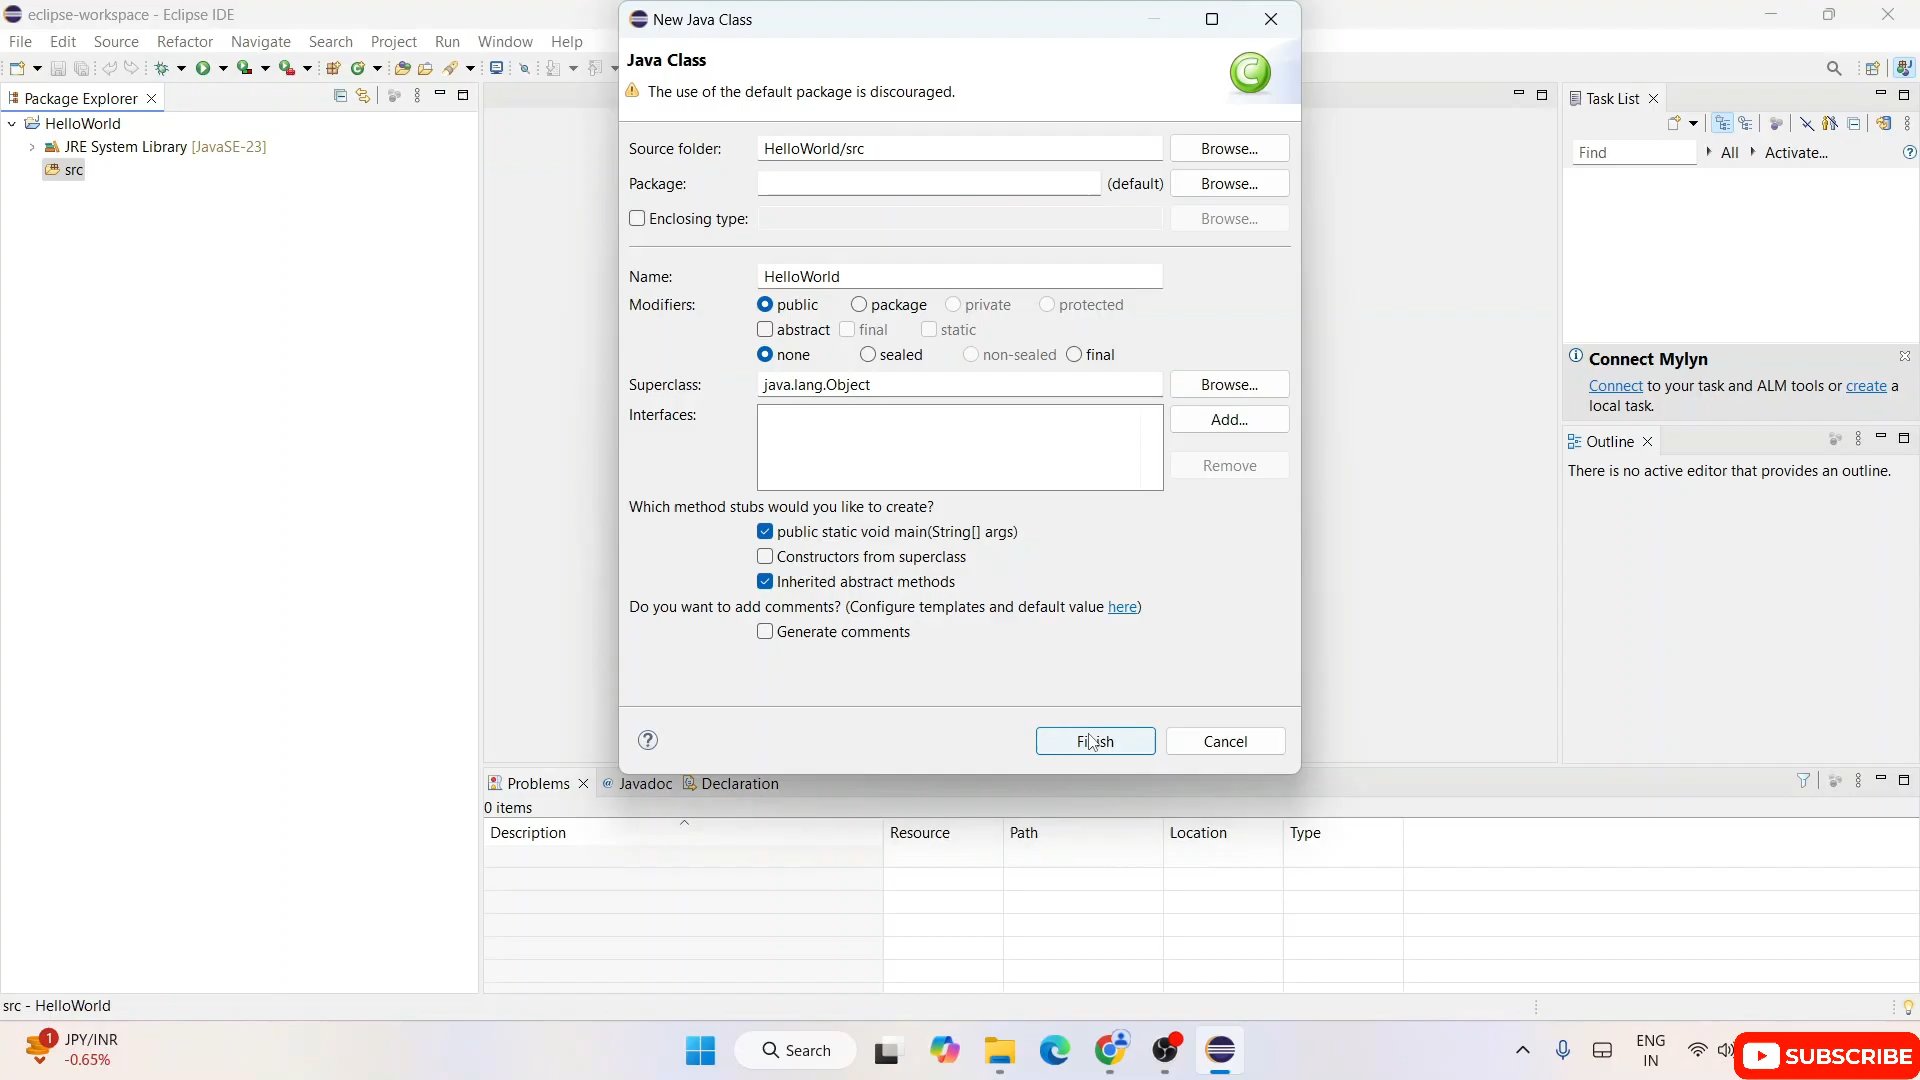 eclipse-workspace - Eclipse IDE
File Edit Source Refactor Navigate Search Project Run Window Help
Package Explorer
HelloWorld
JRE System Library [JavaSE-23]
src
New Java Class
Java Class
The use of the default package is discouraged.
Source folder: HelloWorld/src Browse...
Package: (default) Browse...
Enclosing type: Browse...
Name: HelloWorld
Modifiers: public package private protected
abstract final static
none sealed non-sealed final
Superclass: java.lang.Object Browse...
Interfaces: Add...
Remove
Which method stubs would you like to create?
public static void main(String[] args)
Constructors from superclass
Inherited abstract methods
Do you want to add comments? (Configure templates and default value here)
Generate comments
Finish Cancel
Task List
Find All Activate...
Connect Mylyn
Connect to your task and ALM tools or create a
local task.
Outline
There is no active editor that provides an outline.
Problems @ Javadoc Declaration
0 items
Description Resource Path Location Type
src - HelloWorld
1 JPY/INR
-0.65%
Search
ENG
IN
SUBSCRIBE